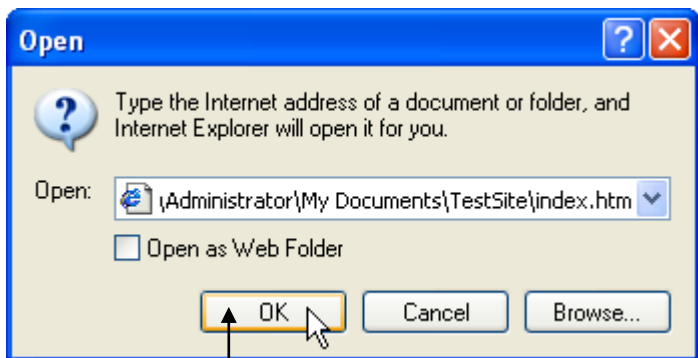 Open
Type the Internet address of a document or folder, and
Internet Explorer will open it for you.
Open: \Administrator\My Documents\TestSite\index.htm
Open as Web Folder
OK Cancel Browse...